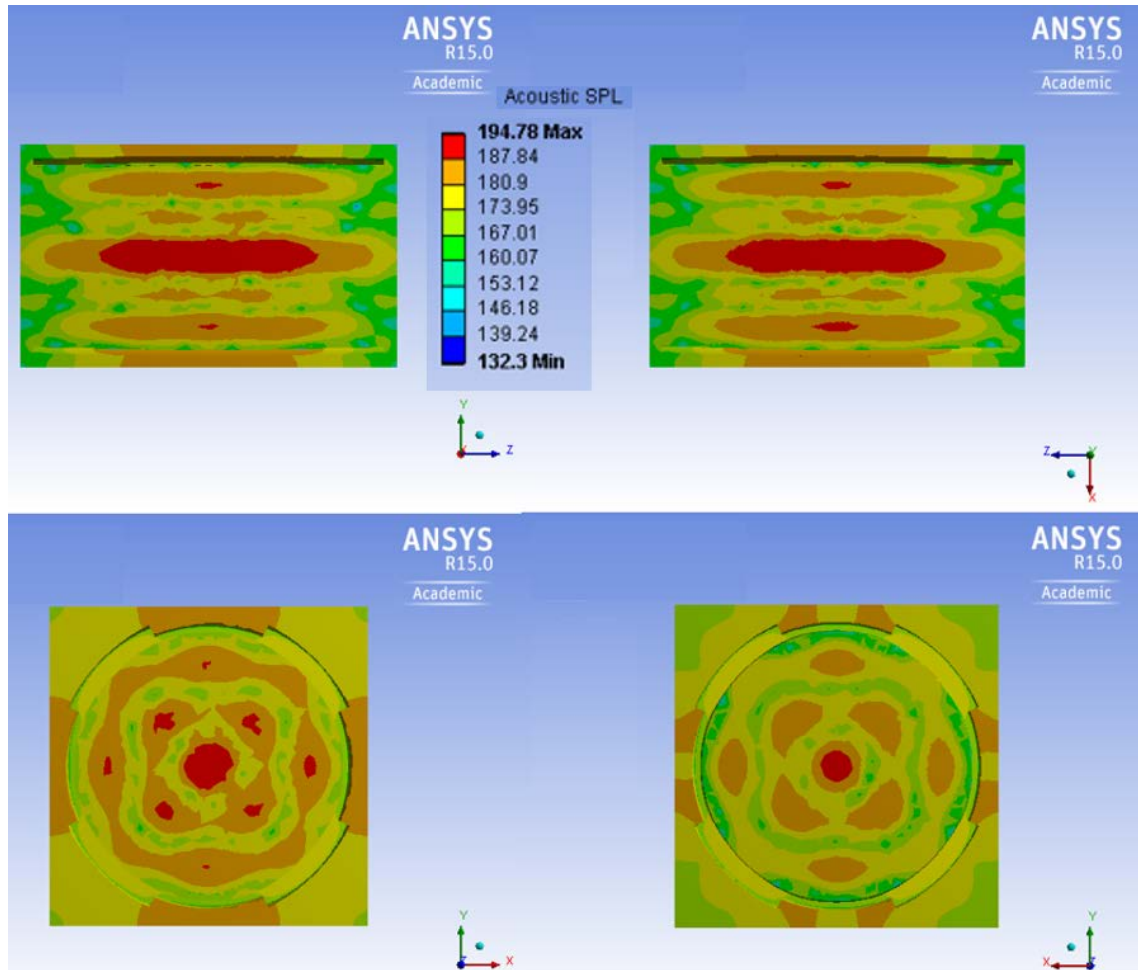 ANSYS
R15.0
Academic
ANSYS
R15.0
Academic
Acoustic SPL
194.78 Max
187.84
180.9
173.95
167.01
160.07
153.12
146.18
139.24
132.3 Min
Y
X
Z
Z
Y
X
ANSYS
R15.0
Academic
ANSYS
R15.0
Academic
Y
Z
X
Y
X
Z